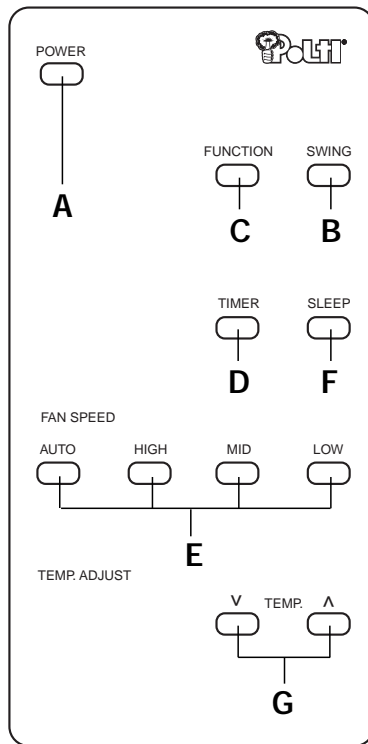 POWER
Polti®
A
FUNCTION SWING
C B
TIMER SLEEP
D F
FAN SPEED
AUTO HIGH MID LOW
E
TEMP. ADJUST
V TEMP. Λ
G